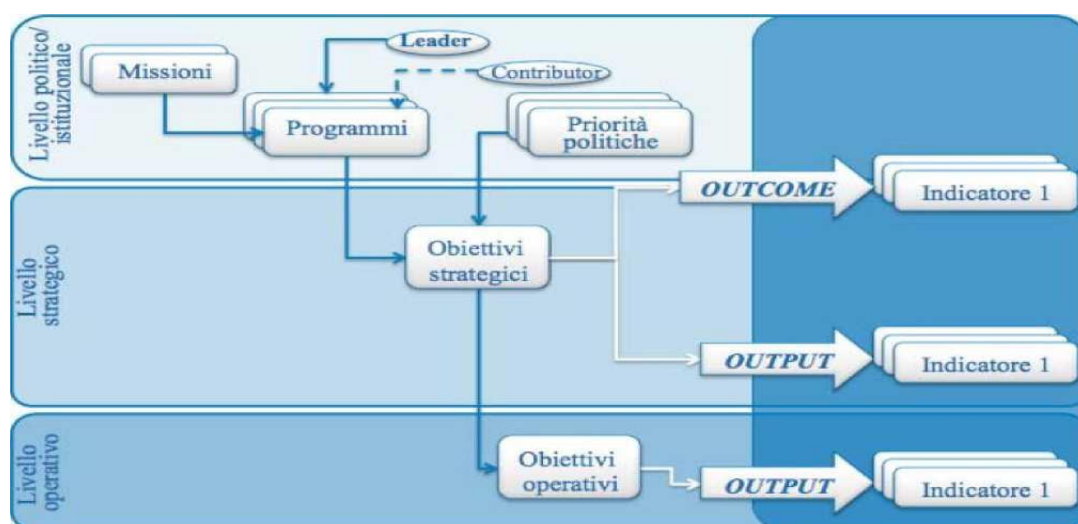 Livello politico/
istituzionale
Missioni
Leader
Contributor
Programmi
Priorità
politiche
OUTCOME
Indicatore 1
Livello
strategico
Obiettivi
strategici
OUTPUT
Indicatore 1
Livello
operativo
Obiettivi
operativi
OUTPUT
Indicatore 1